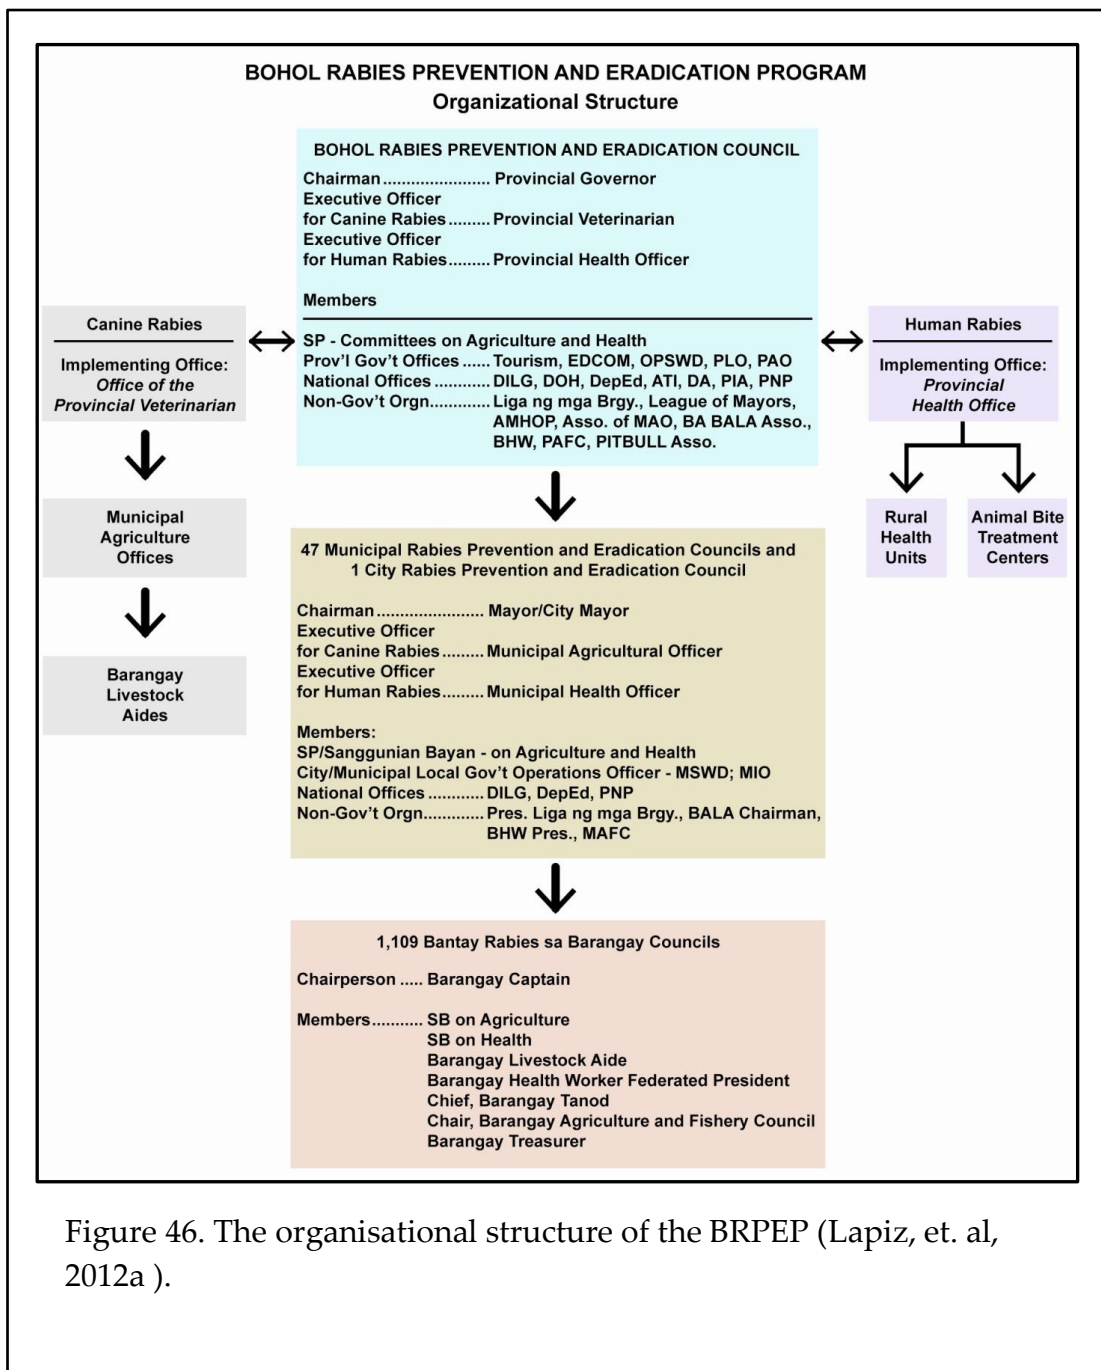 BOHOL RABIES PREVENTION AND ERADICATION PROGRAM
Organizational Structure
BOHOL RABIES PREVENTION AND ERADICATION COUNCIL
Chairman ....................... Provincial Governor
Executive Officer
for Canine Rabies ......... Provincial Veterinarian
Executive Officer
for Human Rabies ......... Provincial Health Officer
Members
SP - Committees on Agriculture and Health
Prov'l Gov't Offices ...... Tourism, EDCOM, OPSWD, PLO, PAO
National Offices ............ DILG, DOH, DepEd, ATI, DA, PIA, PNP
Non-Gov't Orgn............. Liga ng mga Brgy., League of Mayors,
AMHOP, Asso. of MAO, BA BALA Asso.,
BHW, PAFC, PITBULL Asso.
Canine Rabies
Implementing Office:
Office of the
Provincial Veterinarian
Municipal
Agriculture
Offices
Barangay
Livestock
Aides
Human Rabies
Implementing Office:
Provincial
Health Office
Rural
Health
Units
Animal Bite
Treatment
Centers
47 Municipal Rabies Prevention and Eradication Councils and
1 City Rabies Prevention and Eradication Council
Chairman ....................... Mayor/City Mayor
Executive Officer
for Canine Rabies ......... Municipal Agricultural Officer
Executive Officer
for Human Rabies ......... Municipal Health Officer
Members:
SP/Sanggunian Bayan - on Agriculture and Health
City/Municipal Local Gov't Operations Officer - MSWD; MIO
National Offices ............ DILG, DepEd, PNP
Non-Gov't Orgn............. Pres. Liga ng mga Brgy., BALA Chairman,
BHW Pres., MAFC
1,109 Bantay Rabies sa Barangay Councils
Chairperson ..... Barangay Captain
Members ........... SB on Agriculture
SB on Health
Barangay Livestock Aide
Barangay Health Worker Federated President
Chief, Barangay Tanod
Chair, Barangay Agriculture and Fishery Council
Barangay Treasurer
Figure 46. The organisational structure of the BRPEP (Lapiz, et. al,
2012a ).